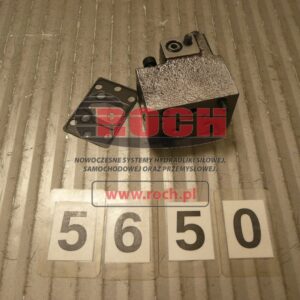 ROCH
NOWOCZESNE SYSTEMY HYDRAULIKI SIŁOWEJ,
SAMOCHODOWEJ ORAZ PRZEMYSŁOWEJ.
www.roch.pl
5650